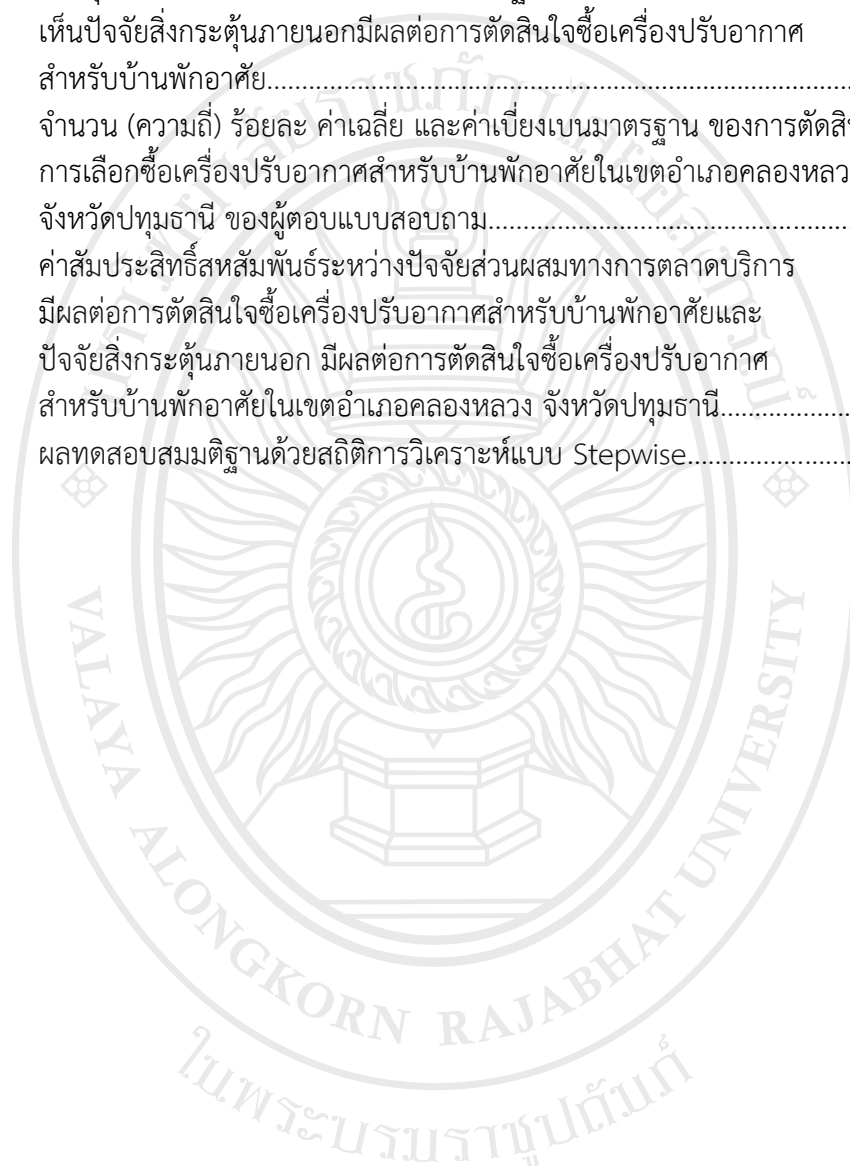 เห็นปัจจัยสิ่งกระตุ้นภายนอกมีผลต่อการตัดสินใจซื้อเครื่องปรับอากาศ
สำหรับบ้านพักอาศัย....................................................................................
จำนวน (ความถี่) ร้อยละ ค่าเฉลี่ย และค่าเบี่ยงเบนมาตรฐาน ของการตัดสิ
การเลือกซื้อเครื่องปรับอากาศสำหรับบ้านพักอาศัยในเขตอำเภอคลองหลว
จังหวัดปทุมธานี ของผู้ตอบแบบสอบถาม....................................................
ค่าสัมประสิทธิ์สหสัมพันธ์ระหว่างปัจจัยส่วนผสมทางการตลาดบริการ
มีผลต่อการตัดสินใจซื้อเครื่องปรับอากาศสำหรับบ้านพักอาศัยและ
ปัจจัยสิ่งกระตุ้นภายนอก มีผลต่อการตัดสินใจซื้อเครื่องปรับอากาศ
สำหรับบ้านพักอาศัยในเขตอำเภอคลองหลวง จังหวัดปทุมธานี...................
ผลทดสอบสมมติฐานด้วยสถิติการวิเคราะห์แบบ Stepwise.......................
VALAYA ALONGKORN RAJABHAT UNIVERSITY
ในพระบรมราชูปถัมภ์